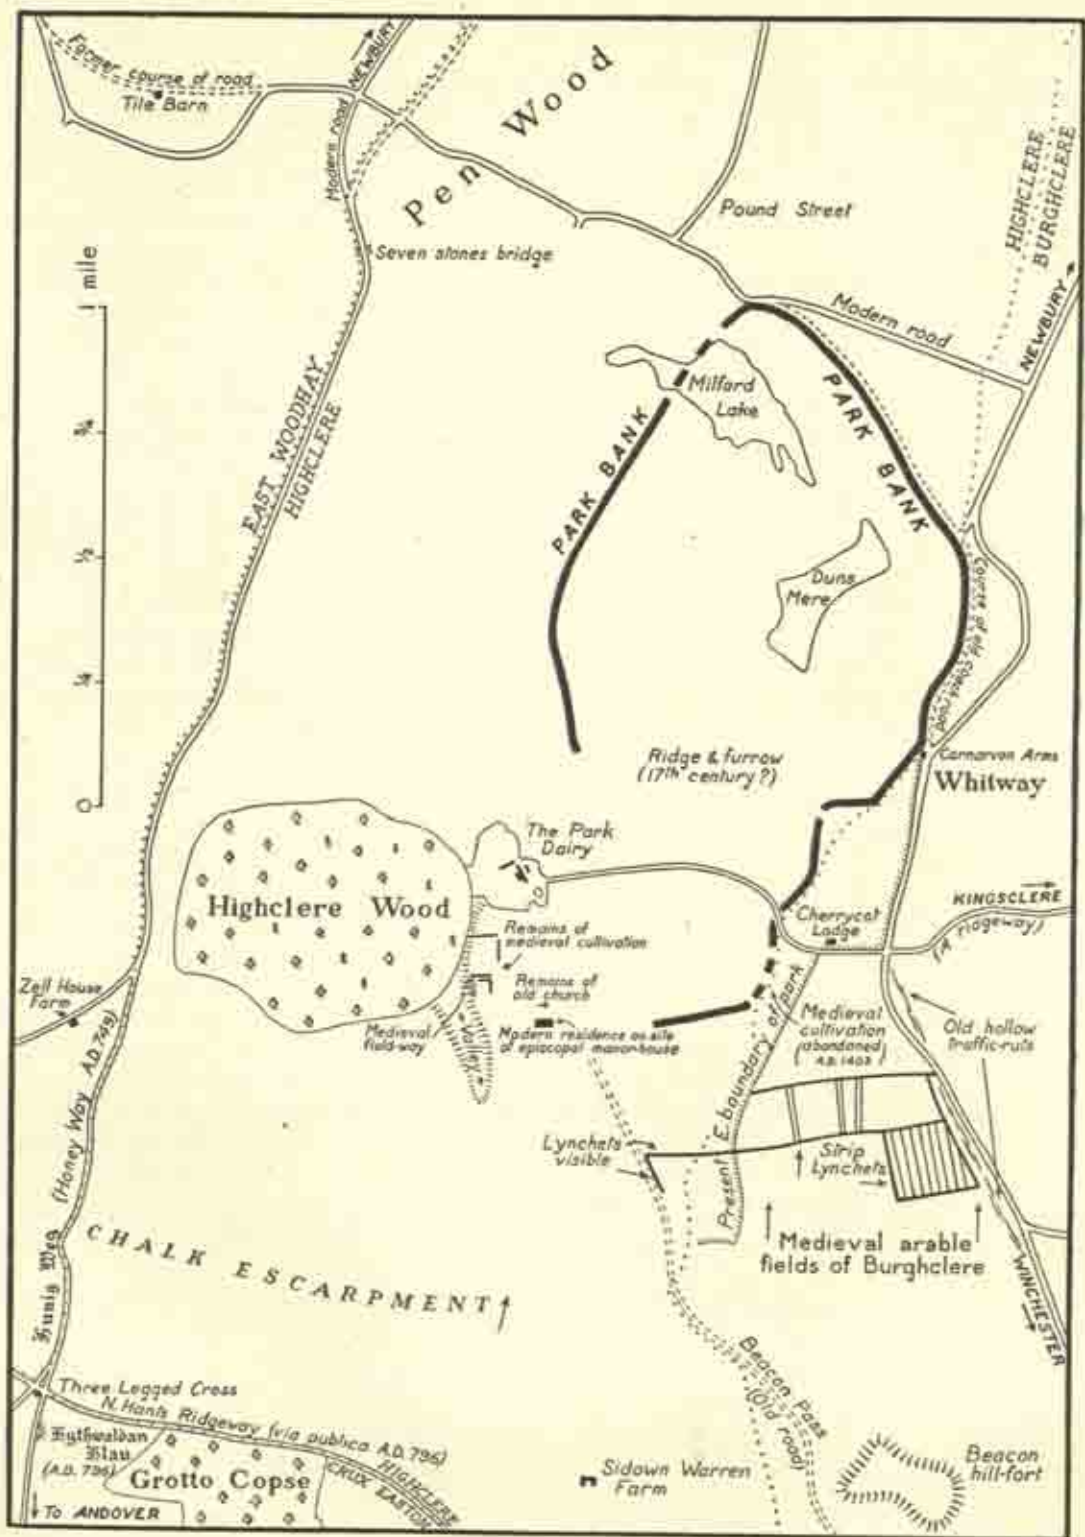 Former course of road
Tile Barn
Modern road
NEWBURY
Pen Wood
HIGHCLERE
BURGHCLERE
Pound Street
Seven stones bridge
1 mile
3/4
1/2
1/4
0
Modern road
NEWBURY
Milford
Lake
PARK BANK
PARK BANK
EAST WOODHAY
HIGHCLERE
Duns
Mere
Course of old coach road
Ridge & furrow
(17th century?)
Carnarvon Arms
Whitway
The Park
Dairy
Highclere Wood
KINGSCLERE
(A ridgeway)
Cherrycot
Lodge
Remains of
medieval cultivation
Zell House
Farm
Remains of
old church
Medieval
field-way
Valley
Modern residence on site
of episcopal manor-house
Medieval
cultivation
(abandoned
A.D. 1403)
Old hollow
traffic-ruts
Present E. boundary of park
Lynchets
visible
Strip
Lynchets
Medieval arable
fields of Burghclere
WINCHESTER
Hunig Weg (Honey Way A.D. 749)
CHALK ESCARPMENT
Beacon Pass
(Old road)
Three Legged Cross
N. Hants Ridgeway (via publica A.D. 796)
HIGHCLERE
CRUX EASTON
(A.D. 796)
Grotto Copse
To ANDOVER
Sidown Warren
Farm
Beacon
hill-fort